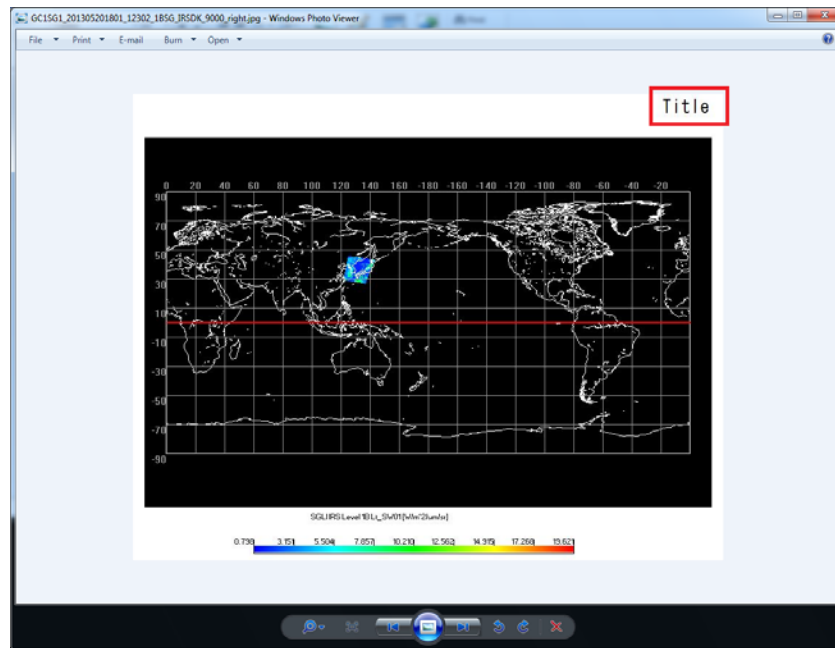 GC1SG1_201305201801_12302_1BSG_IRSDK_9000_right.jpg - Windows Photo Viewer
File Print E-mail Burn Open
Title
0 20 40 60 80 100 120 140 160 -180 -160 -140 -120 -100 -80 -60 -40 -20
90
70
50
30
10
-10
-30
-50
-70
-90
SGLI IRS Level 1B Lt_SW01[W/m^2/um/sr]
0.798 3.151 5.504 7.857 10.210 12.562 14.915 17.268 19.621